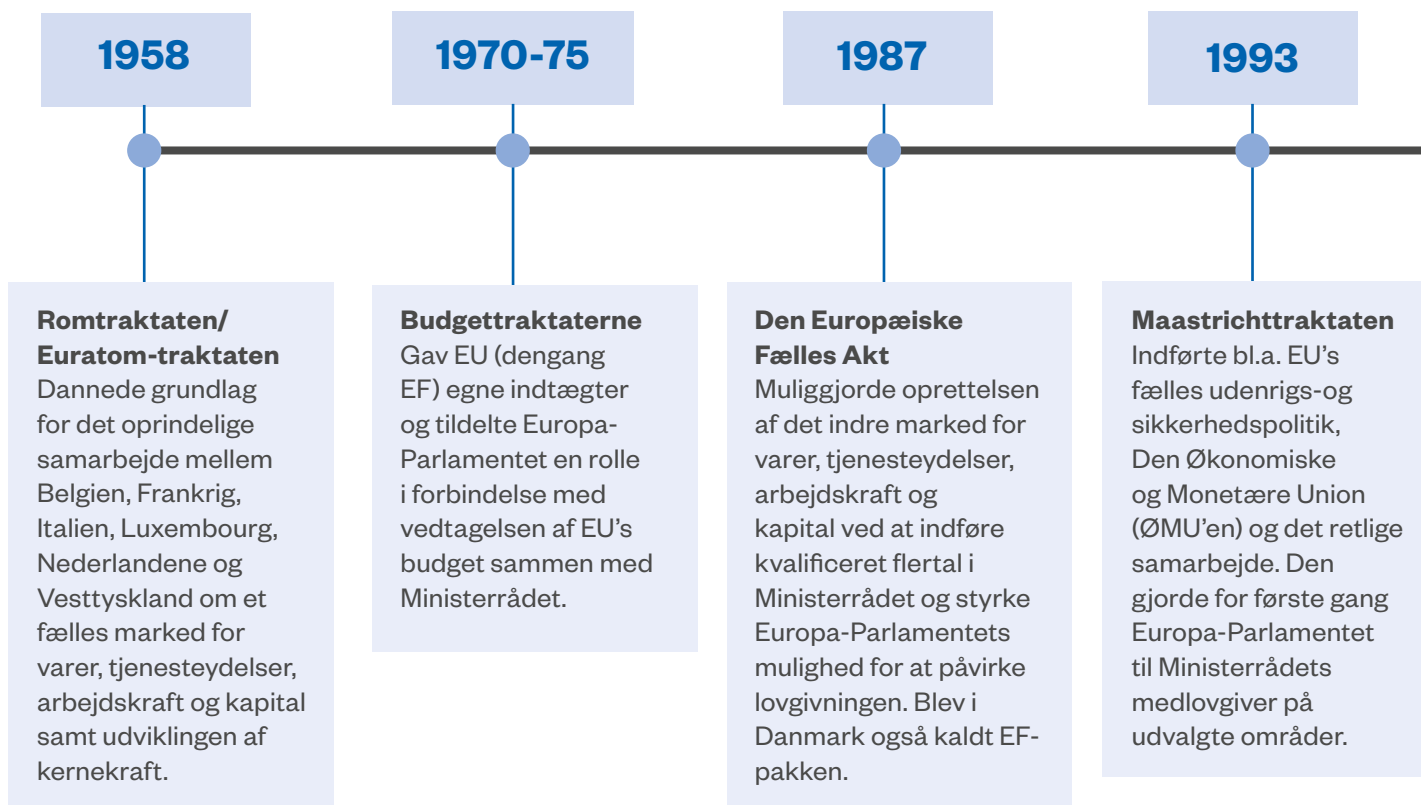 1958
1970-75
1987
1993
Romtraktaten/
Euratom-traktaten
Dannede grundlag
for det oprindelige
samarbejde mellem
Belgien, Frankrig,
Italien, Luxembourg,
Nederlandene og
Vesttyskland om et
fælles marked for
varer, tjenesteydelser,
arbejdskraft og kapital
samt udviklingen af
kernekraft.
Budgettraktaterne
Gav EU (dengang
EF) egne indtægter
og tildelte Europa-
Parlamentet en rolle
i forbindelse med
vedtagelsen af EU’s
budget sammen med
Ministerrådet.
Den Europæiske
Fælles Akt
Muliggjorde oprettelsen
af det indre marked for
varer, tjenesteydelser,
arbejdskraft og
kapital ved at indføre
kvalificeret flertal i
Ministerrådet og styrke
Europa-Parlamentets
mulighed for at påvirke
lovgivningen. Blev i
Danmark også kaldt EF-
pakken.
Maastrichttraktaten
Indførte bl.a. EU’s
fælles udenrigs-og
sikkerhedspolitik,
Den Økonomiske
og Monetære Union
(ØMU’en) og det retlige
samarbejde. Den
gjorde for første gang
Europa-Parlamentet
til Ministerrådets
medlovgiver på
udvalgte områder.